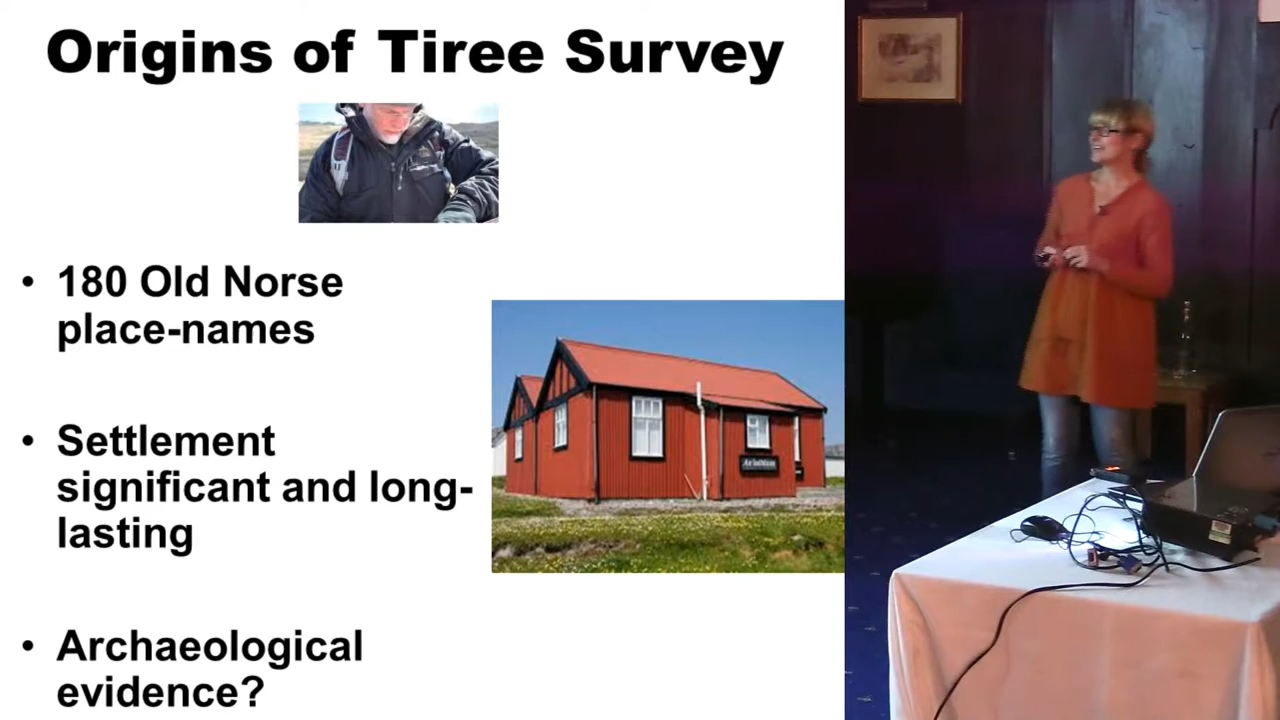 Origins of Tiree Survey
• 180 Old Norse
place-names
• Settlement
significant and long-
lasting
• Archaeological
evidence?